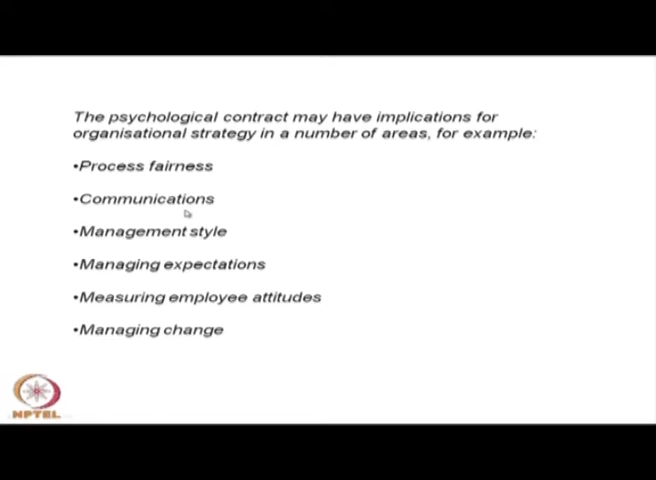 The psychological contract may have implications for
organisational strategy in a number of areas, for example:
•Process fairness
•Communications
•Management style
•Managing expectations
•Measuring employee attitudes
•Managing change
NPTEL